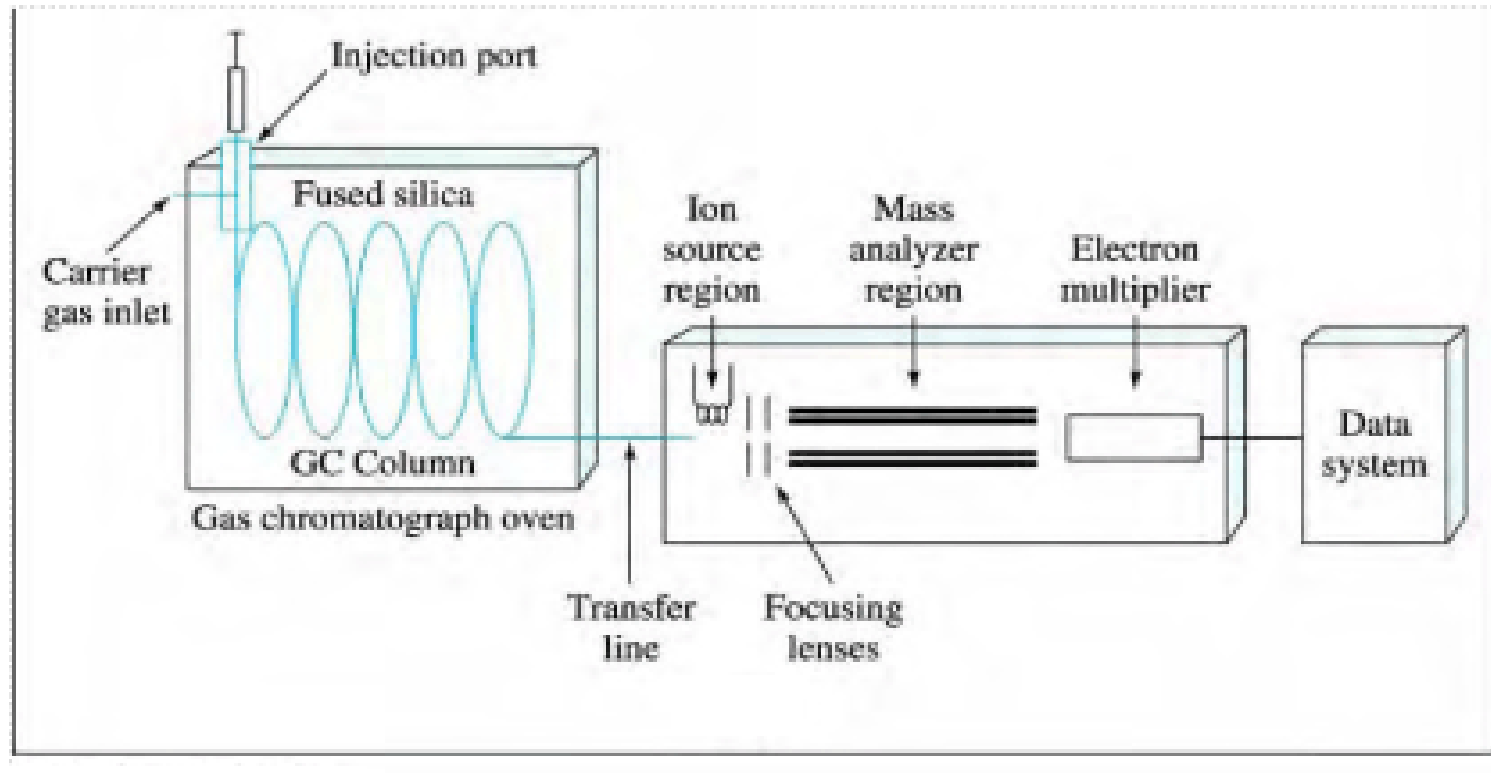 Injection port
Fused silica
Carrier
gas inlet
GC Column
Gas chromatograph oven
Ion
source
region
Mass
analyzer
region
Electron
multiplier
Data
system
Transfer
line
Focusing
lenses